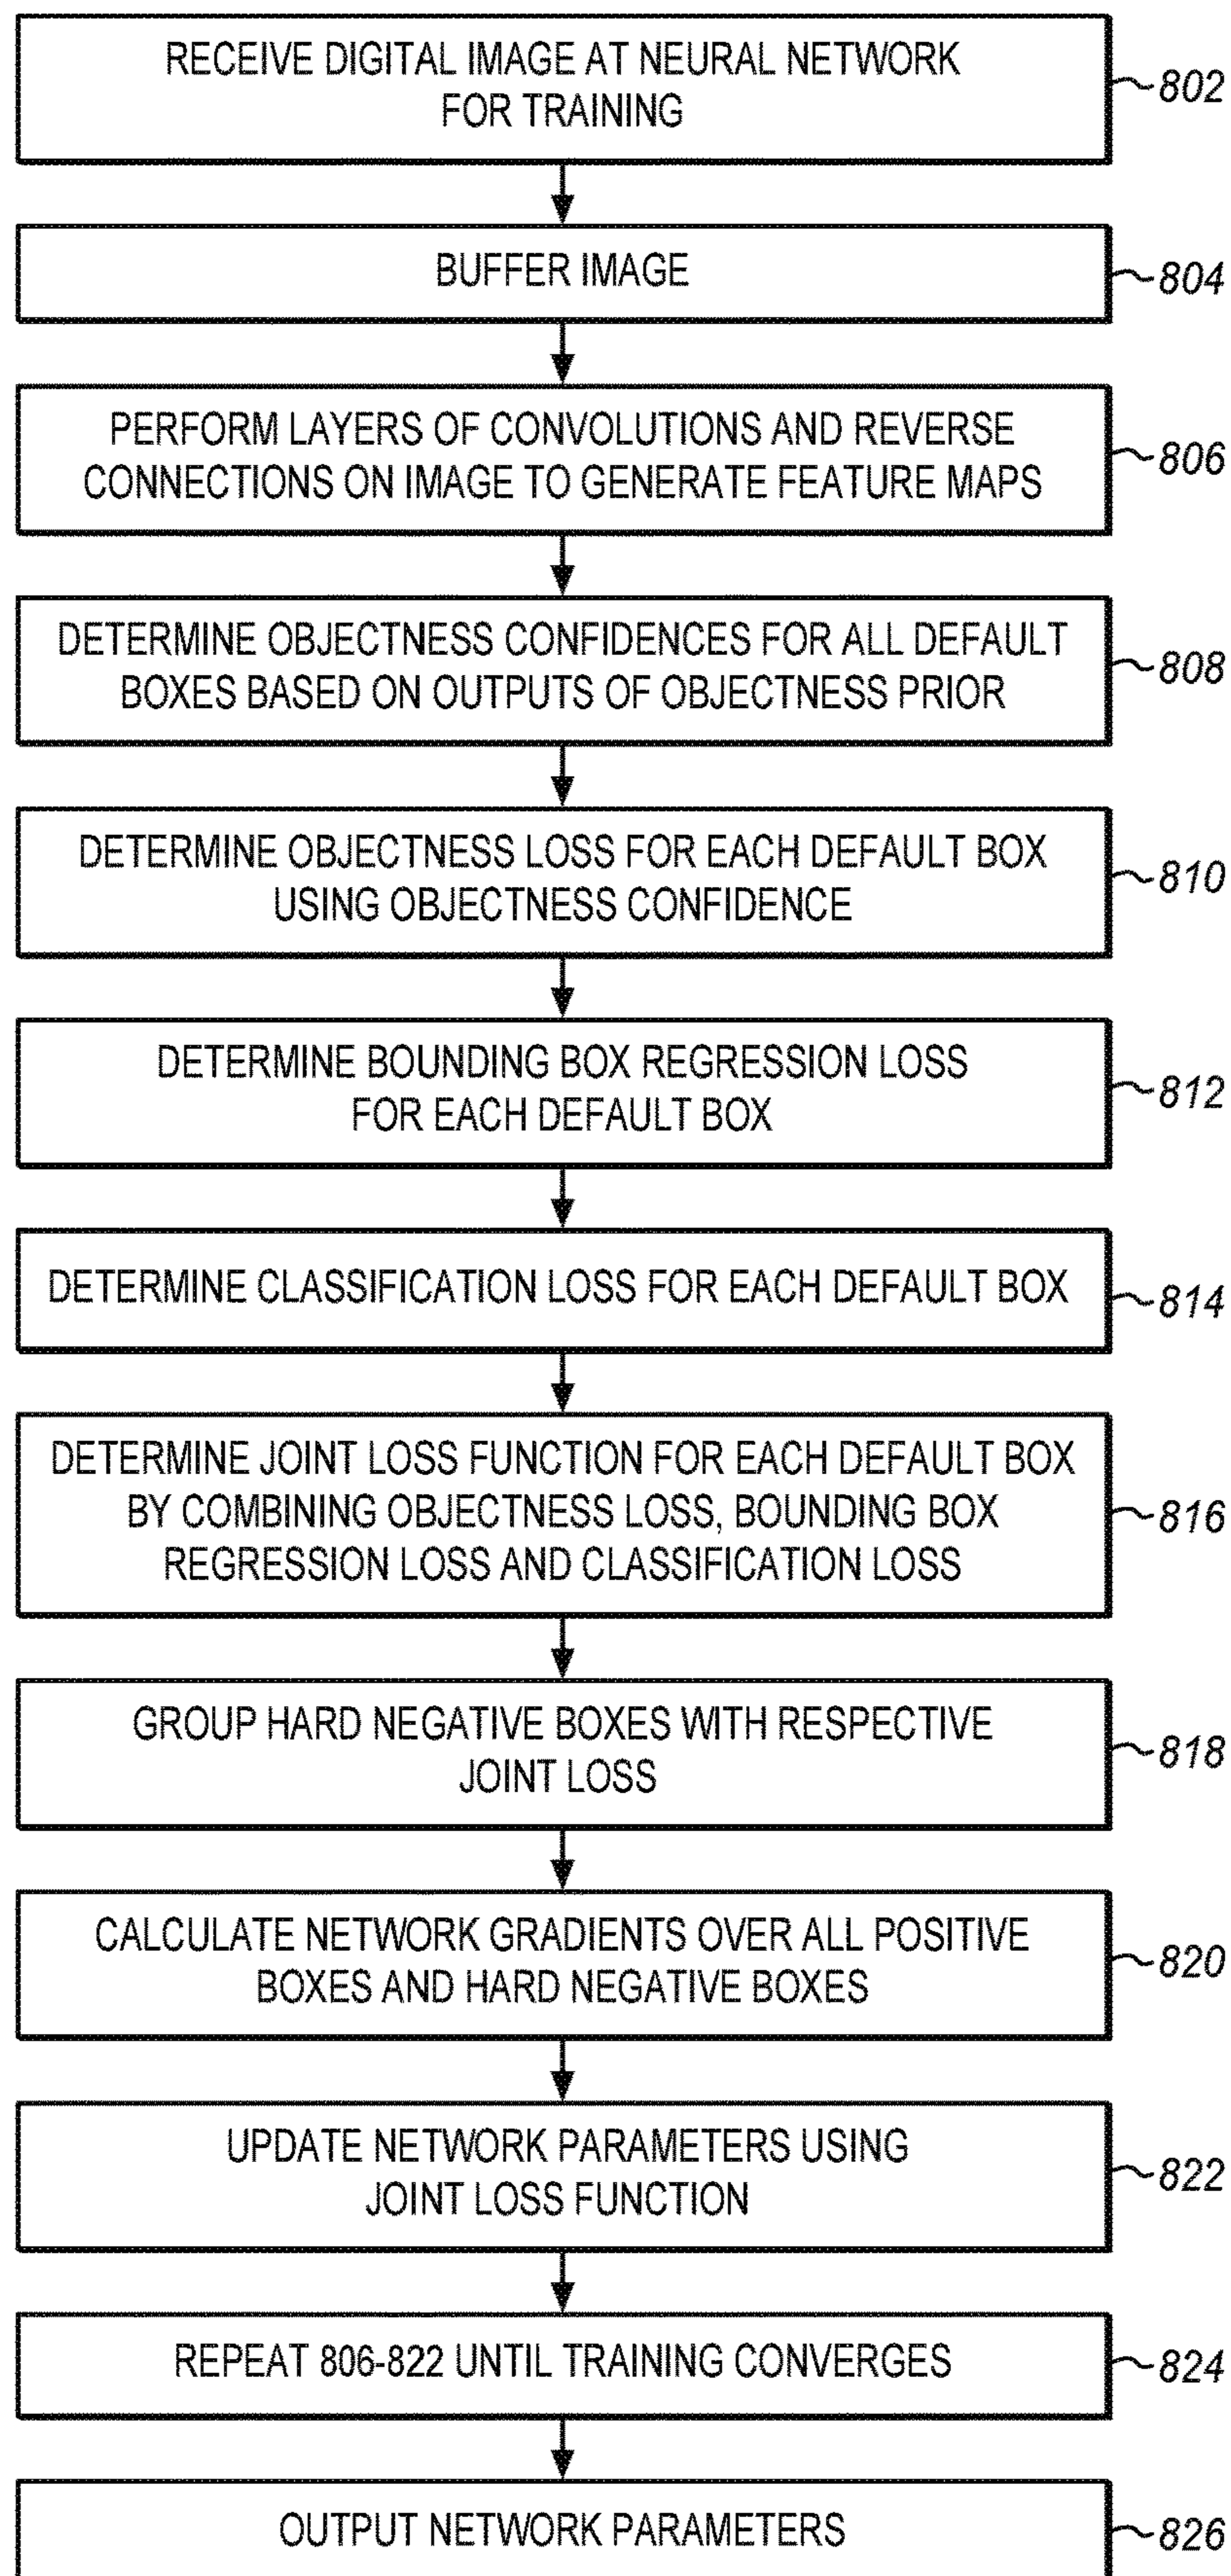 RECEIVE DIGITAL IMAGE AT NEURAL NETWORK
FOR TRAINING
802
BUFFER IMAGE
804
PERFORM LAYERS OF CONVOLUTIONS AND REVERSE
CONNECTIONS ON IMAGE TO GENERATE FEATURE MAPS
806
DETERMINE OBJECTNESS CONFIDENCES FOR ALL DEFAULT
BOXES BASED ON OUTPUTS OF OBJECTNESS PRIOR
808
DETERMINE OBJECTNESS LOSS FOR EACH DEFAULT BOX
USING OBJECTNESS CONFIDENCE
810
DETERMINE BOUNDING BOX REGRESSION LOSS
FOR EACH DEFAULT BOX
812
DETERMINE CLASSIFICATION LOSS FOR EACH DEFAULT BOX
814
DETERMINE JOINT LOSS FUNCTION FOR EACH DEFAULT BOX
BY COMBINING OBJECTNESS LOSS, BOUNDING BOX
REGRESSION LOSS AND CLASSIFICATION LOSS
816
GROUP HARD NEGATIVE BOXES WITH RESPECTIVE
JOINT LOSS
818
CALCULATE NETWORK GRADIENTS OVER ALL POSITIVE
BOXES AND HARD NEGATIVE BOXES
820
UPDATE NETWORK PARAMETERS USING
JOINT LOSS FUNCTION
822
REPEAT 806-822 UNTIL TRAINING CONVERGES
824
OUTPUT NETWORK PARAMETERS
826